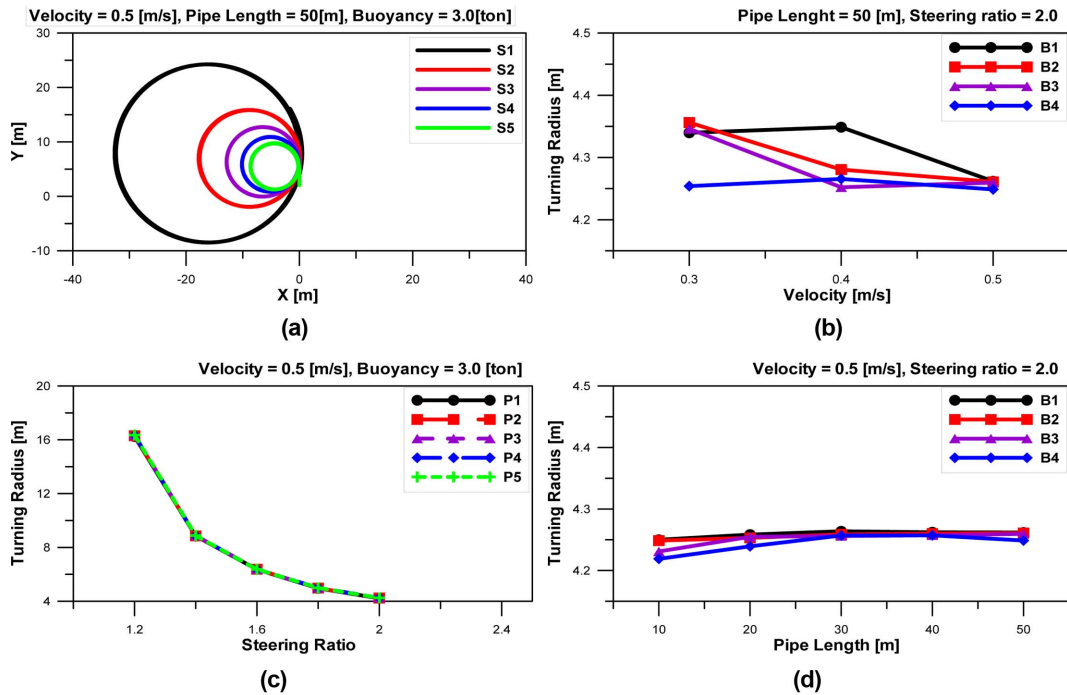 Velocity = 0.5 [m/s], Pipe Length = 50[m], Buoyancy = 3.0[ton]
30
20
10
0
-10
Y [m]
S1
S2
S3
S4
S5
-40
-20
0
20
40
X [m]
(a)
Pipe Lenght = 50 [m], Steering ratio = 2.0
4.5
4.4
4.3
4.2
Turning Radius [m]
B1
B2
B3
B4
0.3
0.4
0.5
Velocity [m/s]
(b)
Velocity = 0.5 [m/s], Buoyancy = 3.0 [ton]
20
16
12
8
4
Turning Radius [m]
P1
P2
P3
P4
P5
1.2
1.6
2
2.4
Steering Ratio
(c)
Velocity = 0.5 [m/s], Steering ratio = 2.0
4.5
4.4
4.3
4.2
Turning Radius [m]
B1
B2
B3
B4
10
20
30
40
50
Pipe Length [m]
(d)